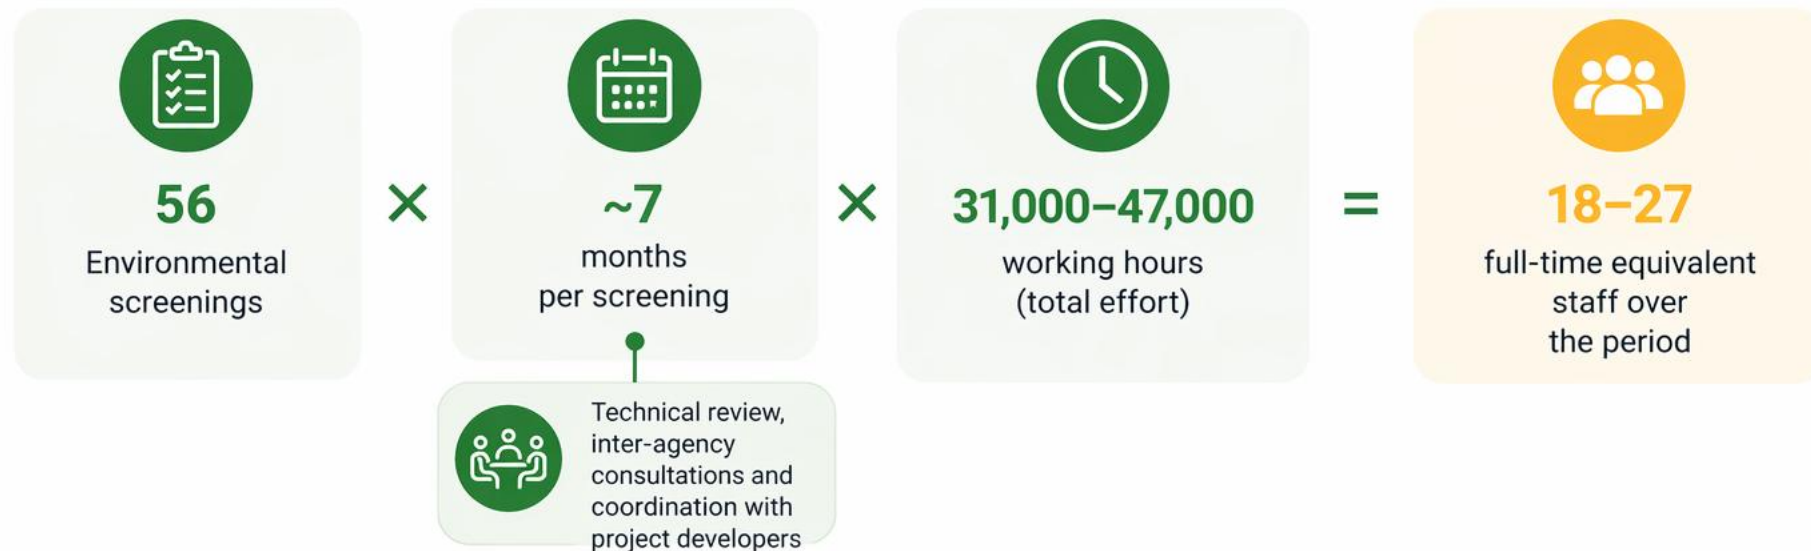 56
Environmental
screenings
×
~7
months
per screening
Technical review,
inter-agency
consultations and
coordination with
project developers
×
31,000–47,000
working hours
(total effort)
=
18–27
full-time equivalent
staff over
the period